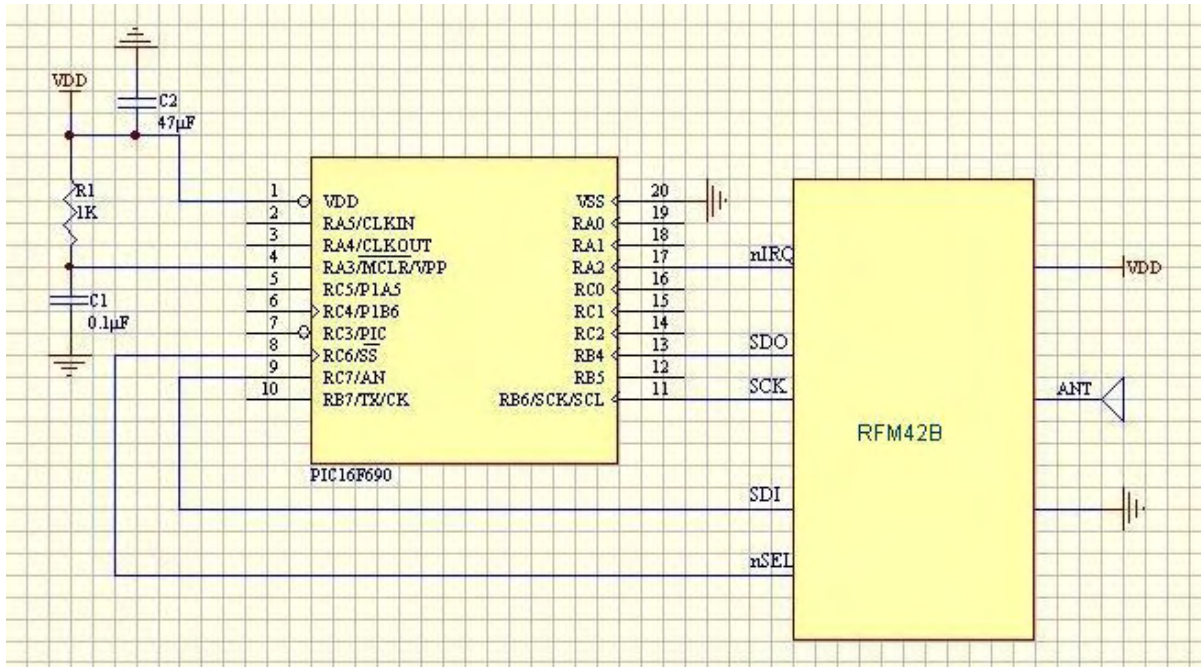 VDD
C2
47µF
R1
1K
C1
0.1µF
1
VDD
2
RA5/CLKIN
3
RA4/CLKOUT
4
RA3/MCLR/VPP
5
RC5/P1A5
6
RC4/P1B6
7
RC3/PIC
8
RC6/SS
9
RC7/AN
10
RB7/TX/CK
VSS
20
RA0
19
RA1
18
RA2
17
RC0
16
RC1
15
RC2
14
RB4
13
RB5
12
RB6/SCK/SCL
11
PIC16F690
nIRQ
SDO
SCK
SDI
nSEL
RFM42B
VDD
ANT